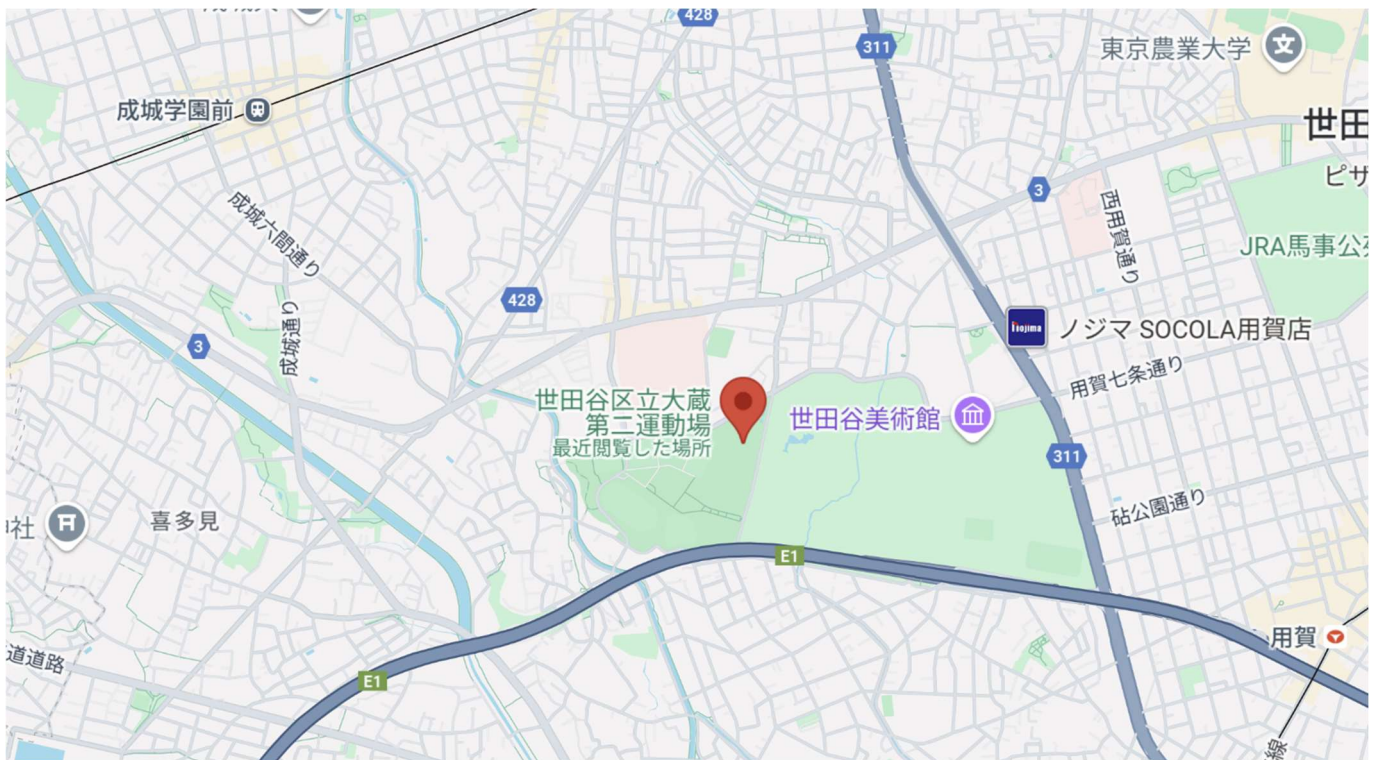 428
311
東京農業大学
文
成城学園前
世田
3
ピザ
西用賀通り
成城六間通り
JRA馬事公
428
成城通り
nojima
ノジマ SOCOLA用賀店
3
用賀七条通り
世田谷区立大蔵
第二運動場
最近閲覧した場所
世田谷美術館
311
砧公園通り
社
喜多見
E1
用賀
道道路
E1
線